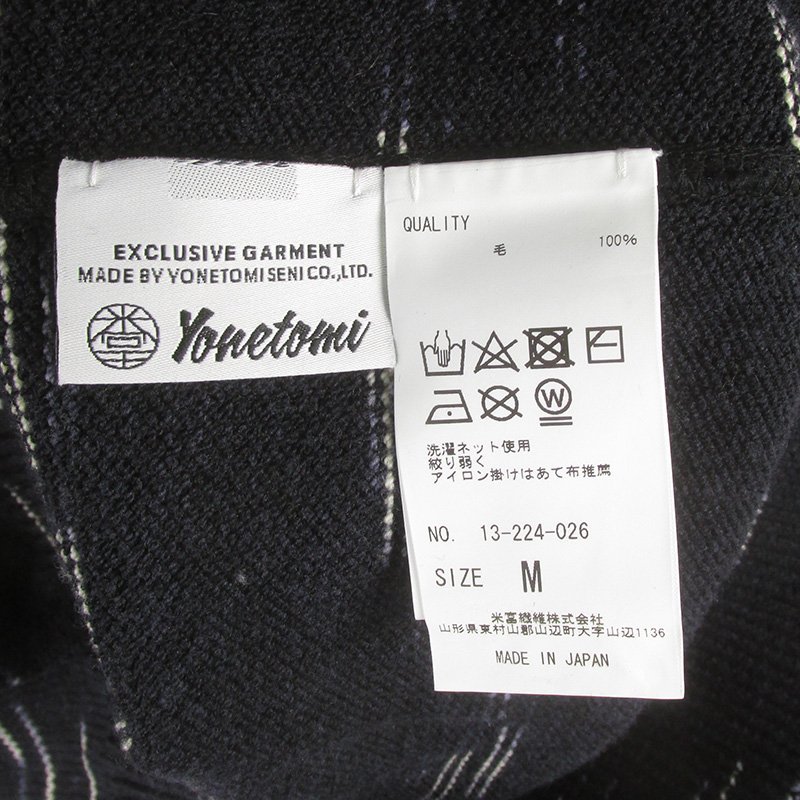 EXCLUSIVE GARMENT
MADE BY YONETOMI SENI CO., LTD.
米富
Yonetomi
QUALITY
毛 100%
W
洗濯ネット使用
絞り弱く
アイロン掛けはあて布推薦
NO. 13-224-026
SIZE M
米富繊維株式会社
山形県東村山郡山辺町大字山辺1136
MADE IN JAPAN